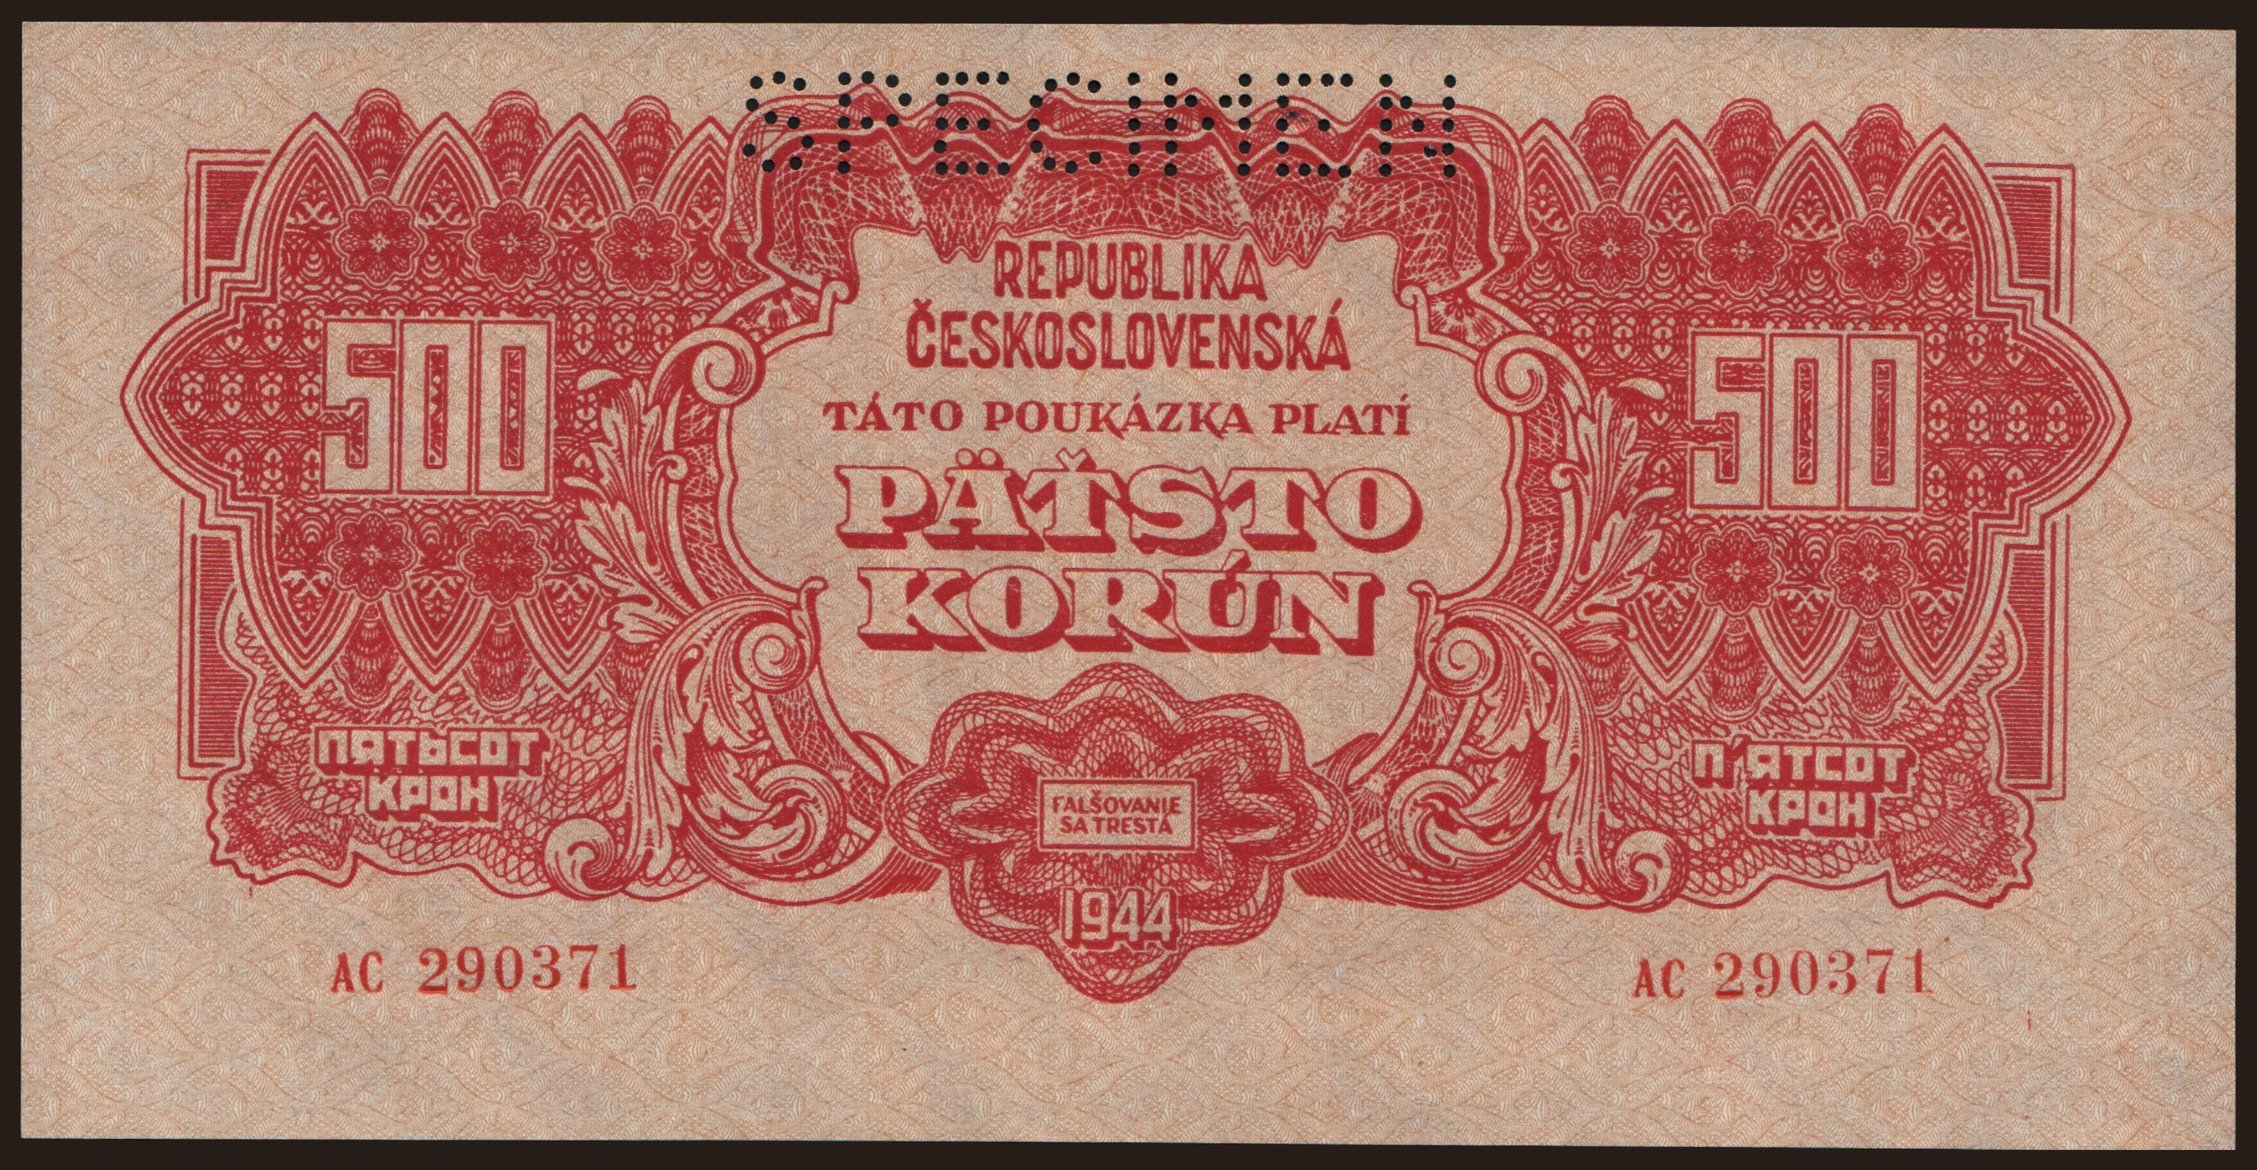 SPECIMEN
REPUBLIKA
ČESKOSLOVENSKÁ
TÁTO POUKÁZKA PLATÍ
PÄŤSTO
KORÚN
500
500
ПЯТЬСОТ
КРОН
П'ЯТСОТ
КРОН
FALŠOVANIE
SA TRESTÁ
1944
AC 290371
AC 290371